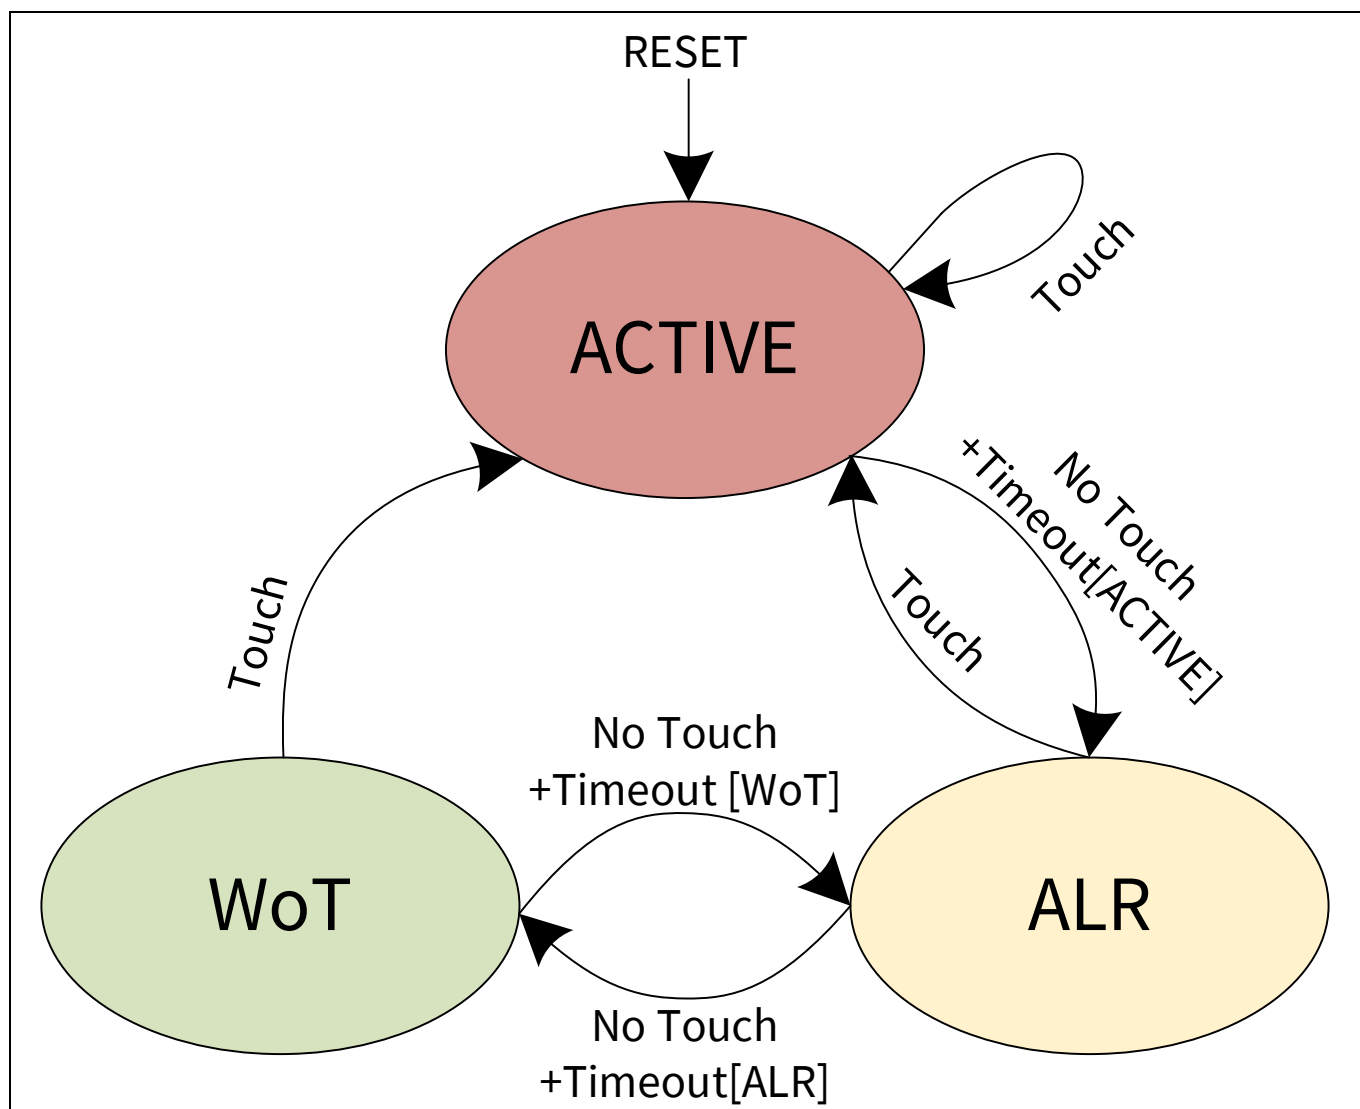 RESET
Touch
ACTIVE
No Touch
+Timeout[ACTIVE]
Touch
Touch
No Touch
+Timeout [WoT]
WoT
ALR
No Touch
+Timeout[ALR]